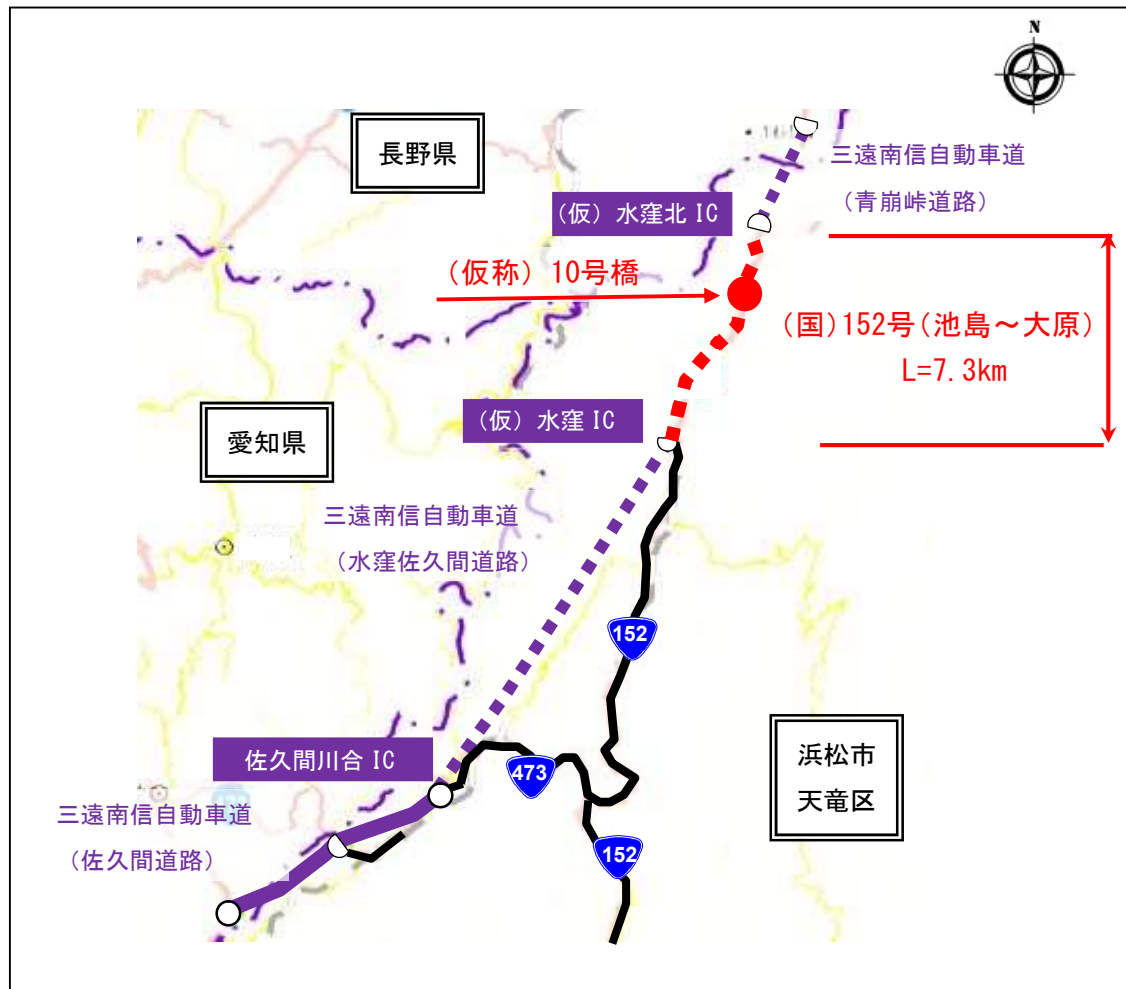 N
長野県
三遠南信自動車道
（青崩峠道路）
（仮）水窪北 IC
（仮称）10号橋
（国）152号（池島～大原）
L=7.3km
（仮）水窪 IC
愛知県
三遠南信自動車道
（水窪佐久間道路）
152
浜松市
天竜区
佐久間川合 IC
473
三遠南信自動車道
（佐久間道路）
152